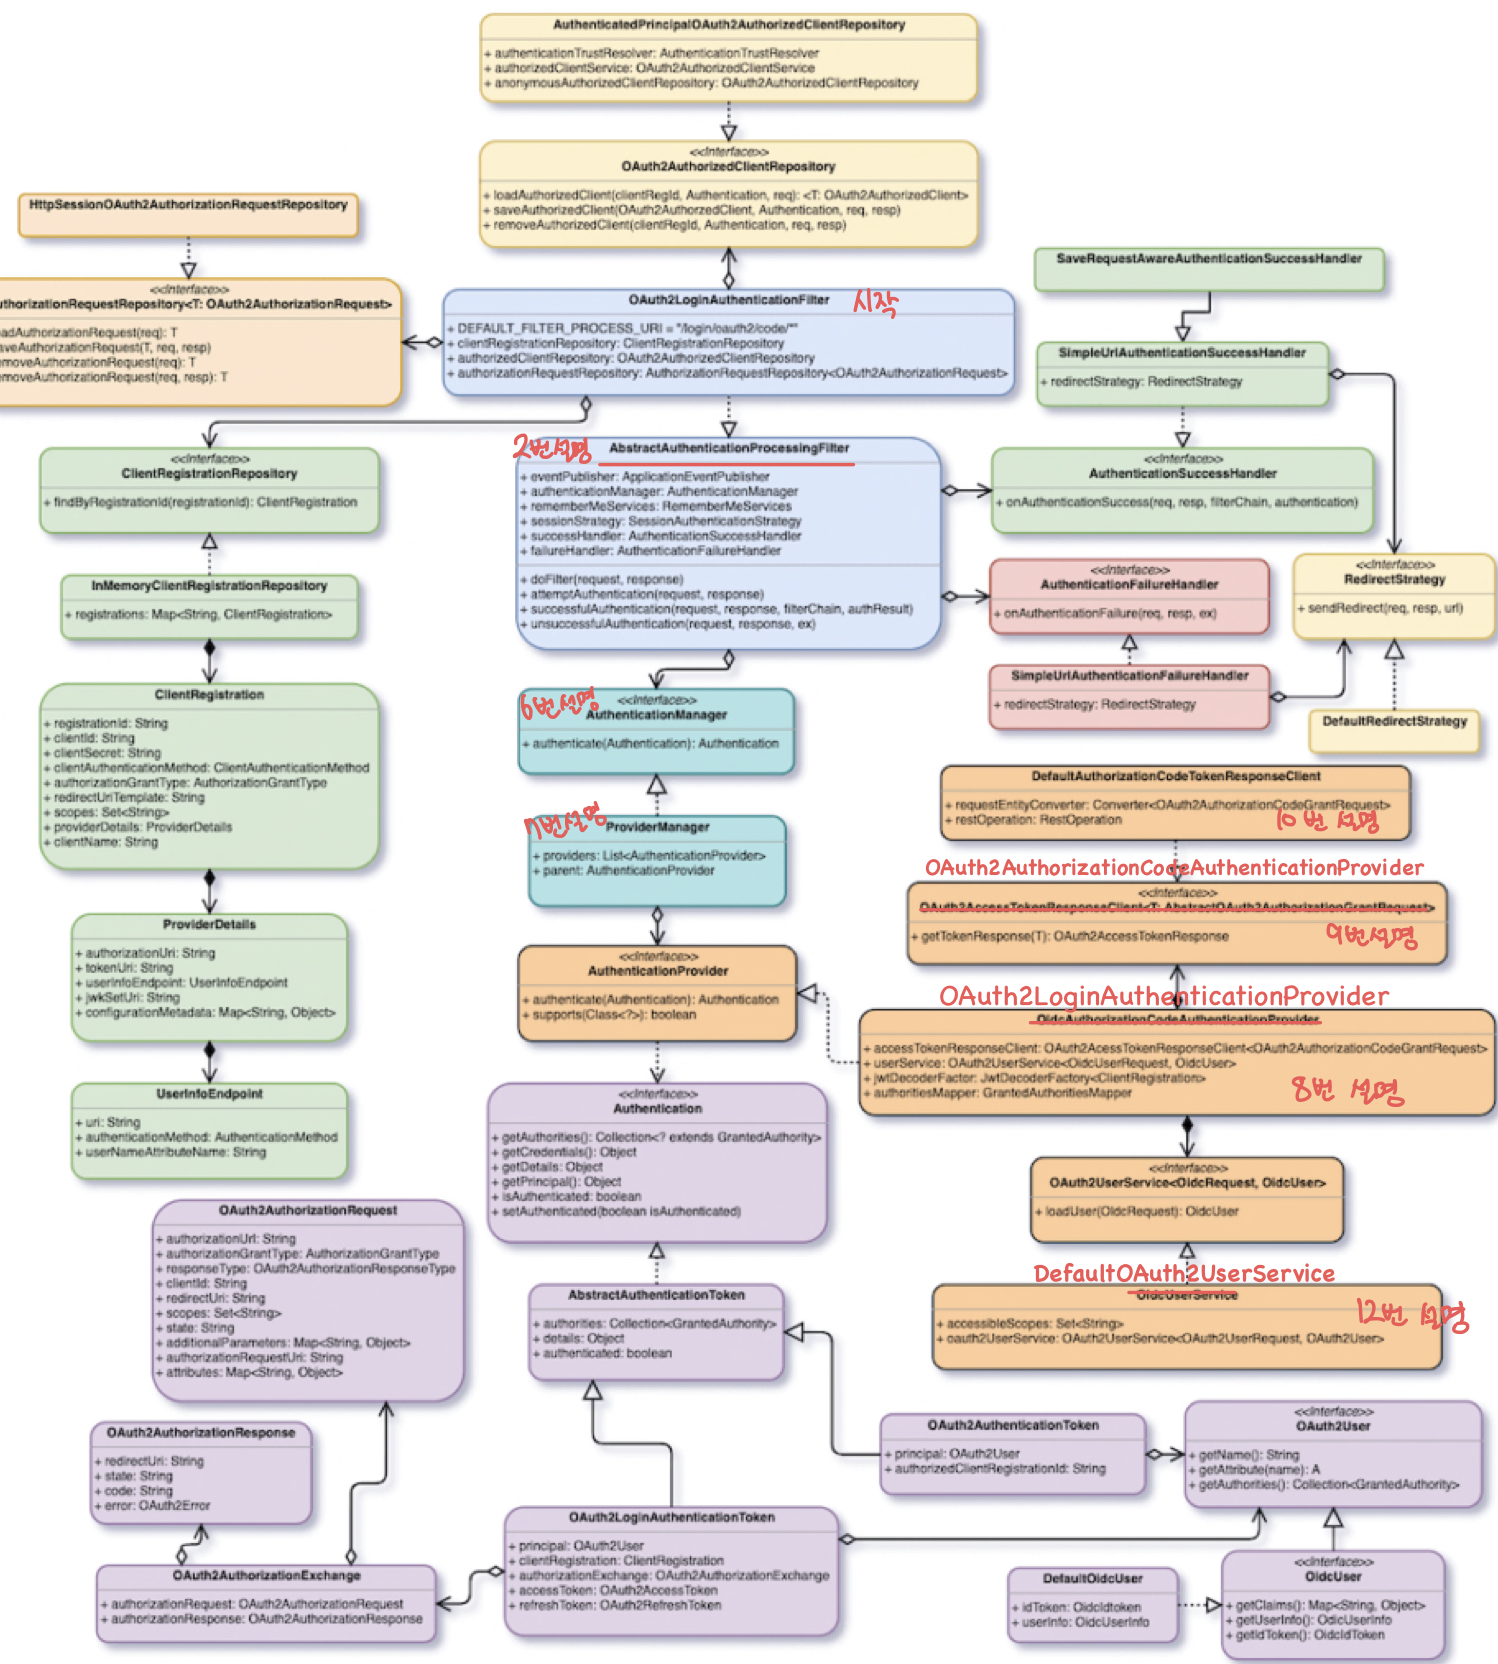 AuthenticatedPrincipalOAuth2AuthorizedClientRepository
+ authenticationTrustResolver: AuthenticationTrustResolver
+ authorizedClientService: OAuth2AuthorizedClientService
+ anonymousAuthorizedClientRepository: OAuth2AuthorizedClientRepository
<<Interface>>
OAuth2AuthorizedClientRepository
+ loadAuthorizedClient(clientRegId, Authentication, req): <T: OAuth2AuthorizedClient>
+ saveAuthorizedClient(OAuth2AuthorzedClient, Authentication, req, resp)
+ removeAuthorizedClient(clientRegId, Authentication, req, resp)
HttpSessionOAuth2AuthorizationRequestRepository
<<Interface>>
uthorizationRequestRepository<T: OAuth2AuthorizationRequest>
adAuthorizationRequest(req): T
aveAuthorizationRequest(T, req, resp)
moveAuthorizationRequest(req): T
moveAuthorizationRequest(req, resp): T
OAuth2LoginAuthenticationFilter
시작
+ DEFAULT_FILTER_PROCESS_URI = "/login/oauth2/code/*"
+ clientRegistrationRepository: ClientRegistrationRepository
+ authorizedClientRepository: OAuth2AuthorizedClientRepository
+ authorizationRequestRepository: AuthorizationRequestRepository<OAuth2AuthorizationRequest>
SaveRequestAwareAuthenticationSuccessHandler
SimpleUrlAuthenticationSuccessHandler
+ redirectStrategy: RedirectStrategy
<<Interface>>
AuthenticationSuccessHandler
+ onAuthenticationSuccess(req, resp, filterChain, authentication)
<<Interface>>
ClientRegistrationRepository
+ findByRegistrationId(registrationId): ClientRegistration
2번설명
AbstractAuthenticationProcessingFilter
+ eventPublisher: ApplicationEventPublisher
+ authenticationManager: AuthenticationManager
+ rememberMeServices: RememberMeServices
+ sessionStrategy: SessionAuthenticationStrategy
+ successHandler: AuthenticationSuccessHandler
+ failureHandler: AuthenticationFailureHandler
+ doFilter(request, response)
+ attemptAuthentication(request, response)
+ successfulAuthentication(request, response, filterChain, authResult)
+ unsuccessfulAuthentication(request, response, ex)
<<Interface>>
AuthenticationFailureHandler
+ onAuthenticationFailure(req, resp, ex)
<<Interface>>
RedirectStrategy
+ sendRedirect(req, resp, url)
InMemoryClientRegistrationRepository
+ registrations: Map<String, ClientRegistration>
SimpleUrlAuthenticationFailureHandler
+ redirectStrategy: RedirectStrategy
DefaultRedirectStrategy
ClientRegistration
+ registrationId: String
+ clientId: String
+ clientSecret: String
+ clientAuthenticationMethod: ClientAuthenticationMethod
+ authorizationGrantType: AuthorizationGrantType
+ redirectUriTemplate: String
+ scopes: Set<String>
+ providerDetails: ProviderDetails
+ clientName: String
6번설명
<<Interface>>
AuthenticationManager
+ authenticate(Authentication): Authentication
7번설명
ProviderManager
+ providers: List<AuthenticationProvider>
+ parent: AuthenticationProvider
DefaultAuthorizationCodeTokenResponseClient
+ requestEntityConverter: Converter<OAuth2AuthorizationCodeGrantRequest>
+ restOperation: RestOperation
10번 설명
OAuth2AuthorizationCodeAuthenticationProvider
<<Interface>>
OAuth2AccessTokenResponseClient<T: AbstractOAuth2AuthorizationGrantRequest>
+ getTokenResponse(T): OAuth2AccessTokenResponse
9번설명
ProviderDetails
+ authorizationUri: String
+ tokenUri: String
+ userInfoEndpoint: UserInfoEndpoint
+ jwkSetUri: String
+ configurationMetadata: Map<String, Object>
<<Interface>>
AuthenticationProvider
+ authenticate(Authentication): Authentication
+ supports(Class<?>): boolean
OAuth2LoginAuthenticationProvider
OidcAuthorizationCodeAuthenticationProvider
+ accessTokenResponseClient: OAuth2AcessTokenResponseClient<OAuth2AuthorizationCodeGrantRequest>
+ userService: OAuth2UserService<OidcUserRequest, OidcUser>
+ jwtDecoderFactor: JwtDecoderFactory<ClientRegistration>
+ authoritiesMapper: GrantedAuthoritiesMapper
8번 설명
UserInfoEndpoint
+ uri: String
+ authenticationMethod: AuthenticationMethod
+ userNameAttributeName: String
<<Interface>>
Authentication
+ getAuthorities(): Collection<? extends GrantedAuthority>
+ getCredentials(): Object
+ getDetails: Object
+ getPrincipal(): Object
+ isAuthenticated: boolean
+ setAuthenticated(boolean isAuthenticated)
<<Interface>>
OAuth2UserService<OidcRequest, OidcUser>
+ loadUser(OidcRequest): OidcUser
OAuth2AuthorizationRequest
+ authorizationUrl: String
+ authorizationGrantType: AuthorizationGrantType
+ responseType: OAuth2AuthorizationResponseType
+ clientId: String
+ redirectUri: String
+ scopes: Set<String>
+ state: String
+ additionalParameters: Map<String, Object>
+ authorizationRequestUri: String
+ attributes: Map<String, Object>
DefaultOAuth2UserService
OidcUserService
+ accessibleScopes: Set<String>
+ oauth2UserService: OAuth2UserService<OAuth2UserRequest, OAuth2User>
12번 설명
AbstractAuthenticationToken
+ authorities: Collection<GrantedAuthority>
+ details: Object
+ authenticated: boolean
OAuth2AuthorizationResponse
+ redirectUri: String
+ state: String
+ code: String
+ error: OAuth2Error
OAuth2AuthenticationToken
+ principal: OAuth2User
+ authorizedClientRegistrationId: String
<<Interface>>
OAuth2User
+ getName(): String
+ getAttribute(name): A
+ getAuthorities(): Collection<GrantedAuthority>
OAuth2LoginAuthenticationToken
+ principal: OAuth2User
+ clientRegistration: ClientRegistration
+ authorizationExchange: OAuth2AuthorizationExchange
+ accessToken: OAuth2AccessToken
+ refreshToken: OAuth2RefreshToken
OAuth2AuthorizationExchange
+ authorizationRequest: OAuth2AuthorizationRequest
+ authorizationResponse: OAuth2AuthorizationResponse
DefaultOidcUser
+ idToken: OidcIdtoken
+ userInfo: OidcUserInfo
<<Interface>>
OidcUser
+ getClaims(): Map<String, Object>
+ getUserInfo(): OdicUserInfo
+ getIdToken(): OidcIdToken